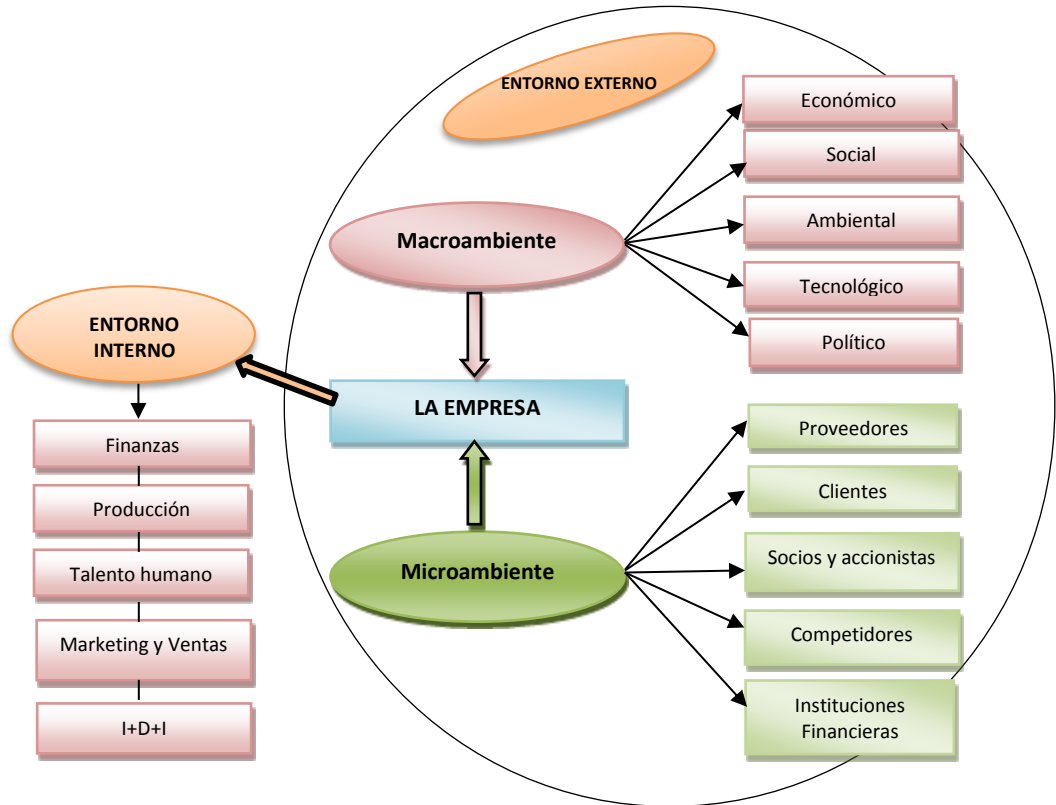 ENTORNO EXTERNO
Económico
Social
Macroambiente
Ambiental
Tecnológico
Político
ENTORNO
INTERNO
LA EMPRESA
Finanzas
Producción
Talento humano
Marketing y Ventas
I+D+I
Microambiente
Proveedores
Clientes
Socios y accionistas
Competidores
Instituciones
Financieras